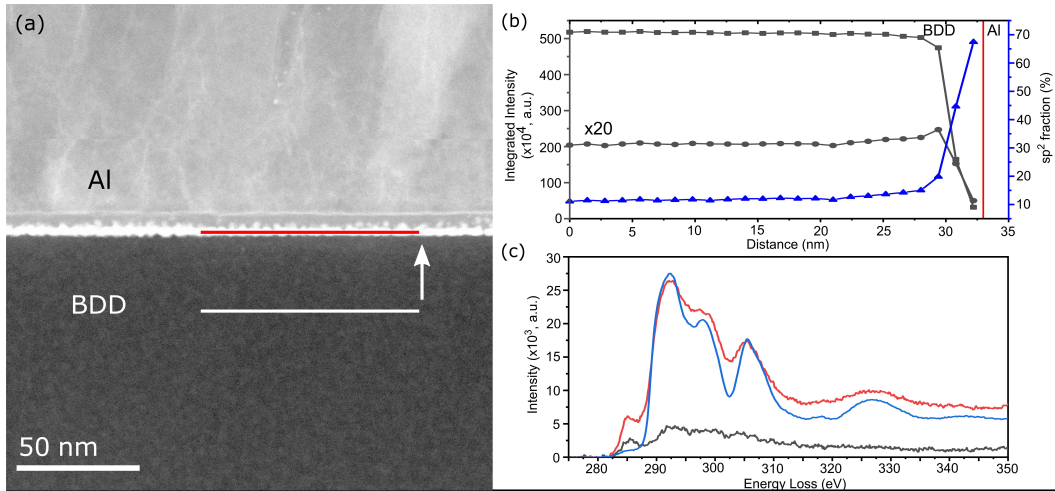 (a)
Al
BDD
50 nm
(b)
BDD Al
x20
Integrated Intensity
(x10⁴, a.u.)
500
400
300
200
100
0
sp² fraction (%)
70
60
50
40
30
20
10
0 5 10 15 20 25 30 35
Distance (nm)
(c)
Intensity (x10³, a.u.)
30
25
20
15
10
5
0
280 290 300 310 320 330 340 350
Energy Loss (eV)